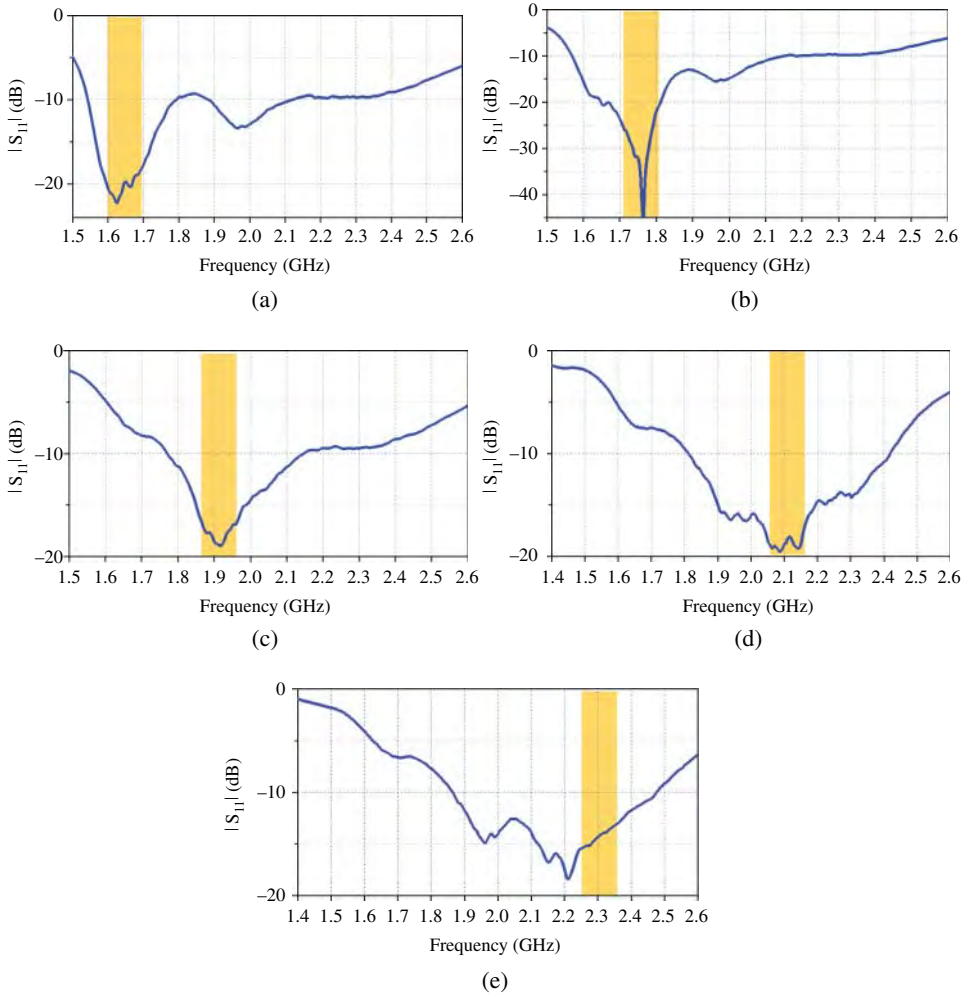 0
−10
−20
| S11| (dB)
1.5 1.6 1.7 1.8 1.9 2.0 2.1 2.2 2.3 2.4 2.5 2.6
Frequency (GHz)
(a)
0
−10
−20
−30
−40
| S11| (dB)
1.5 1.6 1.7 1.8 1.9 2.0 2.1 2.2 2.3 2.4 2.5 2.6
Frequency (GHz)
(b)
0
−10
−20
| S11| (dB)
1.5 1.6 1.7 1.8 1.9 2.0 2.1 2.2 2.3 2.4 2.5 2.6
Frequency (GHz)
(c)
0
−10
−20
| S11| (dB)
1.4 1.5 1.6 1.7 1.8 1.9 2.0 2.1 2.2 2.3 2.4 2.5 2.6
Frequency (GHz)
(d)
0
−10
−20
| S11| (dB)
1.4 1.5 1.6 1.7 1.8 1.9 2.0 2.1 2.2 2.3 2.4 2.5 2.6
Frequency (GHz)
(e)